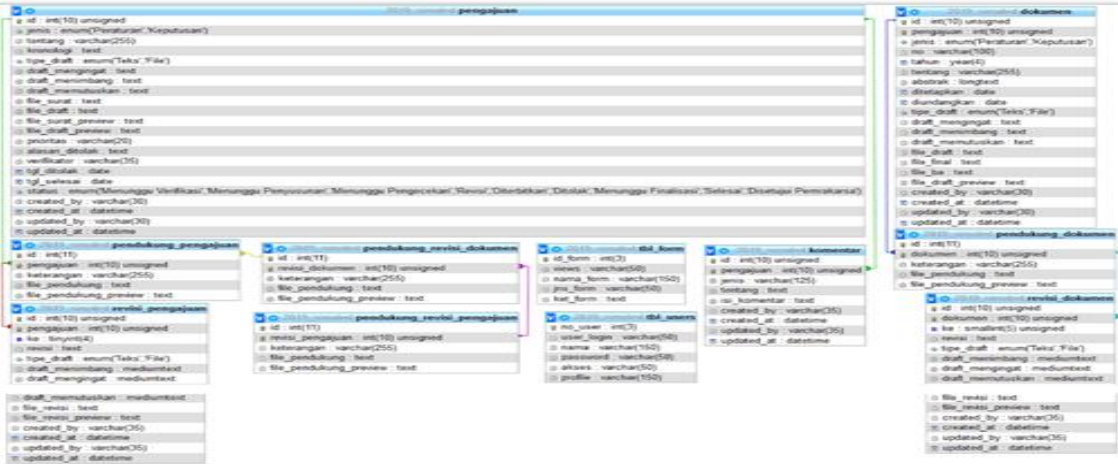 pengajuan
id : int(10) unsigned
jenis : enum('Peraturan','Keputusan')
tentang : varchar(255)
kronologi : text
tipe_draft : enum('Teks','File')
draft_mengingat : text
draft_menimbang : text
draft_memutuskan : text
file_surat : text
file_draft : text
file_surat_preview : text
file_draft_preview : text
prioritas : varchar(20)
alasan_ditolak : text
verifikator : varchar(35)
tgl_ditolak : date
tgl_selesai : date
status : enum('Menunggu Verifikasi','Menunggu Penyusunan','Menunggu Pengecekan','Revisi','Diterbitkan','Ditolak','Menunggu Finalisasi','Selesai','Disetujui Pemrakarsa')
created_by : varchar(30)
created_at : datetime
updated_by : varchar(30)
updated_at : datetime
dokumen
id : int(10) unsigned
pengajuan : int(10) unsigned
jenis : enum('Peraturan','Keputusan')
no : varchar(100)
tahun : year(4)
tentang : varchar(255)
abstrak : longtext
ditetapkan : date
diundangkan : date
tipe_draft : enum('Teks','File')
draft_mengingat : text
draft_menimbang : text
draft_memutuskan : text
file_draft : text
file_final : text
file_ba : text
file_draft_preview : text
created_by : varchar(30)
created_at : datetime
updated_by : varchar(30)
updated_at : datetime
pendukung_pengajuan
id : int(11)
pengajuan : int(10) unsigned
keterangan : varchar(255)
file_pendukung : text
file_pendukung_preview : text
pendukung_revisi_dokumen
id : int(11)
revisi_dokumen : int(10) unsigned
keterangan : varchar(255)
file_pendukung : text
file_pendukung_preview : text
tbl_form
id_form : int(3)
views : varchar(50)
nama_form : varchar(150)
jns_form : varchar(50)
ket_form : text
komentar
id : int(10) unsigned
pengajuan : int(10) unsigned
jenis : varchar(125)
tentang : text
isi_komentar : text
created_by : varchar(35)
created_at : datetime
updated_by : varchar(35)
updated_at : datetime
pendukung_dokumen
id : int(11)
dokumen : int(10) unsigned
keterangan : varchar(255)
file_pendukung : text
file_pendukung_preview : text
revisi_pengajuan
id : int(10) unsigned
pengajuan : int(10) unsigned
ke : tinyint(4)
revisi : text
tipe_draft : enum('Teks','File')
draft_menimbang : mediumtext
draft_mengingat : mediumtext
draft_memutuskan : mediumtext
file_revisi : text
file_revisi_preview : text
created_by : varchar(35)
created_at : datetime
updated_by : varchar(35)
updated_at : datetime
pendukung_revisi_pengajuan
id : int(11)
revisi_pengajuan : int(10) unsigned
keterangan : varchar(255)
file_pendukung : text
file_pendukung_preview : text
tbl_users
no_user : int(3)
user_login : varchar(50)
nama : varchar(150)
password : varchar(50)
akses : varchar(50)
profile : varchar(150)
revisi_dokumen
id : int(10) unsigned
dokumen : int(10) unsigned
ke : smallint(5) unsigned
revisi : text
tipe_draft : enum('Teks','File')
draft_menimbang : mediumtext
draft_mengingat : mediumtext
draft_memutuskan : mediumtext
file_revisi : text
file_revisi_preview : text
created_by : varchar(35)
created_at : datetime
updated_by : varchar(35)
updated_at : datetime